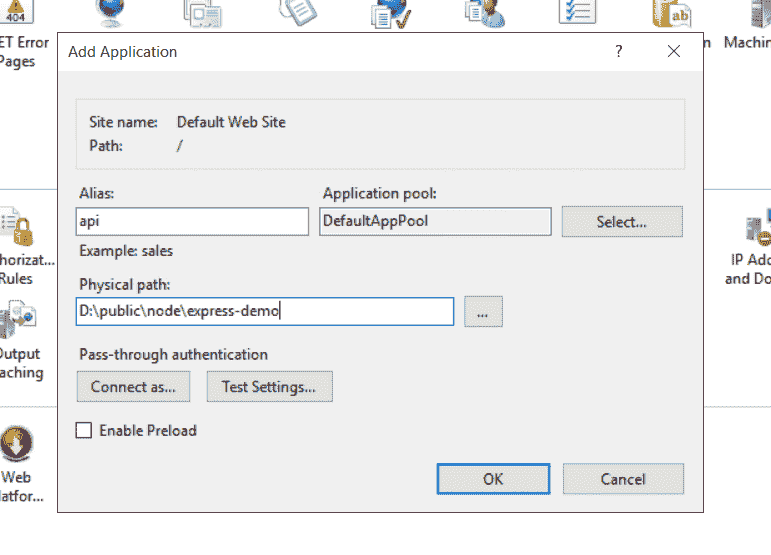 404
ET Error
Pages
Machin
Add Application
?
Site name: Default Web Site
Path: /
Alias:
Application pool:
api
DefaultAppPool
Select...
Example: sales
Physical path:
D:\public\node\express-demo
...
Pass-through authentication
Connect as...
Test Settings...
Enable Preload
OK
Cancel
horizat...
Rules
Output
aching
Web
latfor...
IP Add
and Do